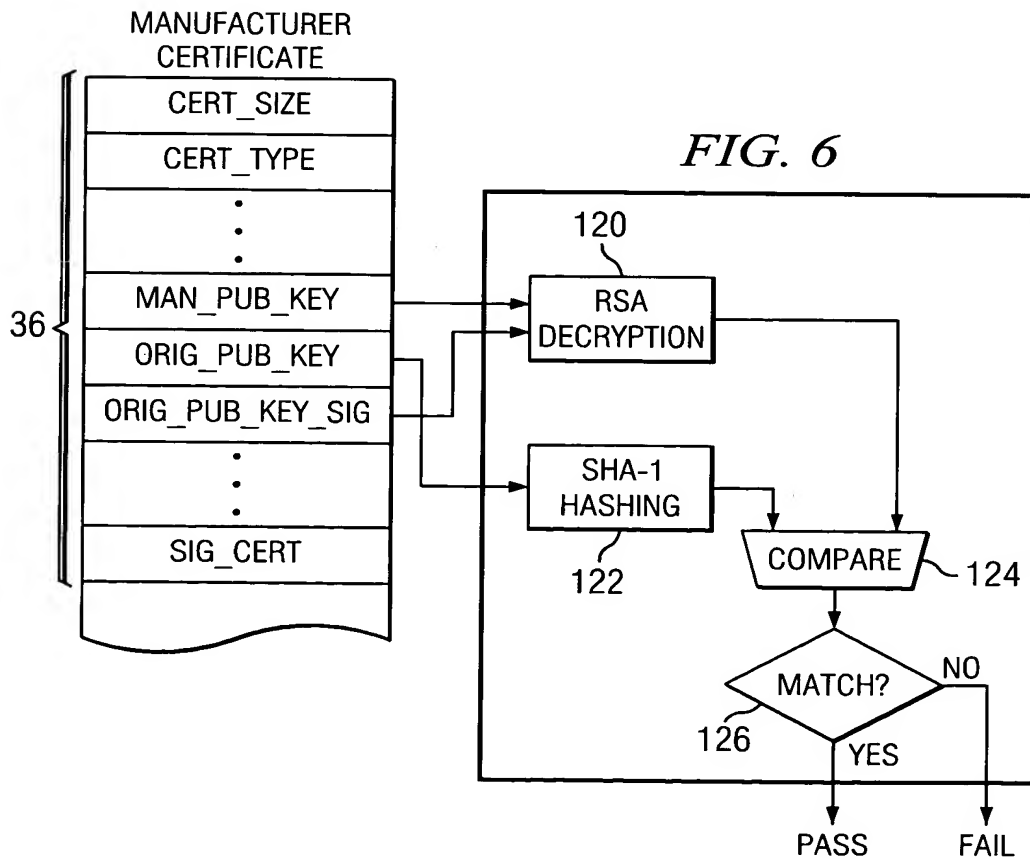 MANUFACTURER
CERTIFICATE
CERT_SIZE
CERT_TYPE
MAN_PUB_KEY
ORIG_PUB_KEY
ORIG_PUB_KEY_SIG
SIG_CERT
36
FIG. 6
120
RSA
DECRYPTION
SHA-1
HASHING
122
COMPARE
124
MATCH?
126
NO
YES
PASS
FAIL